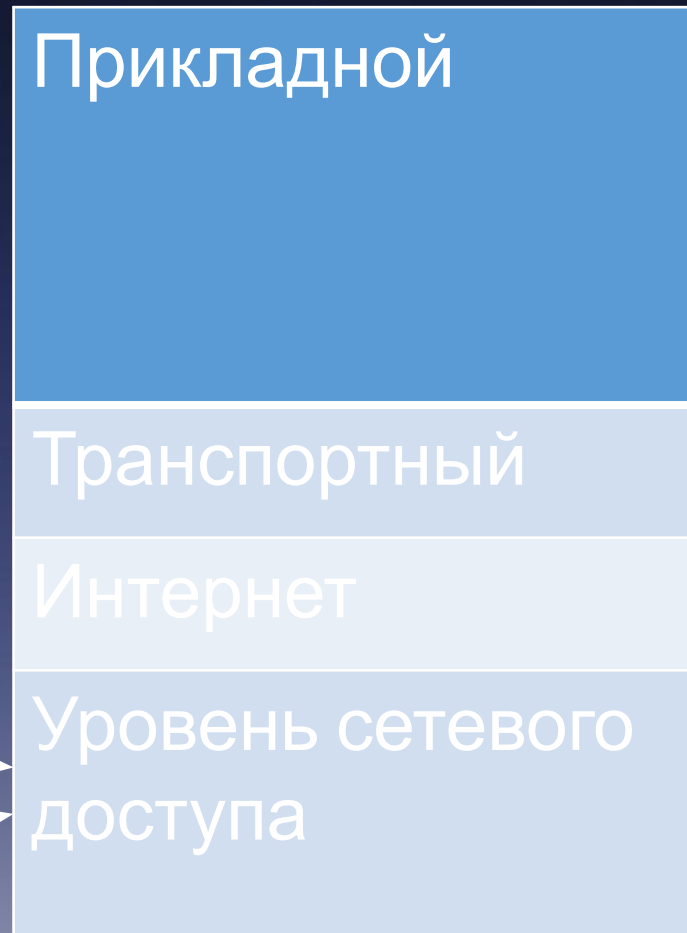 Прикладной
Транспортный
Интернет
Уровень сетевого
доступа